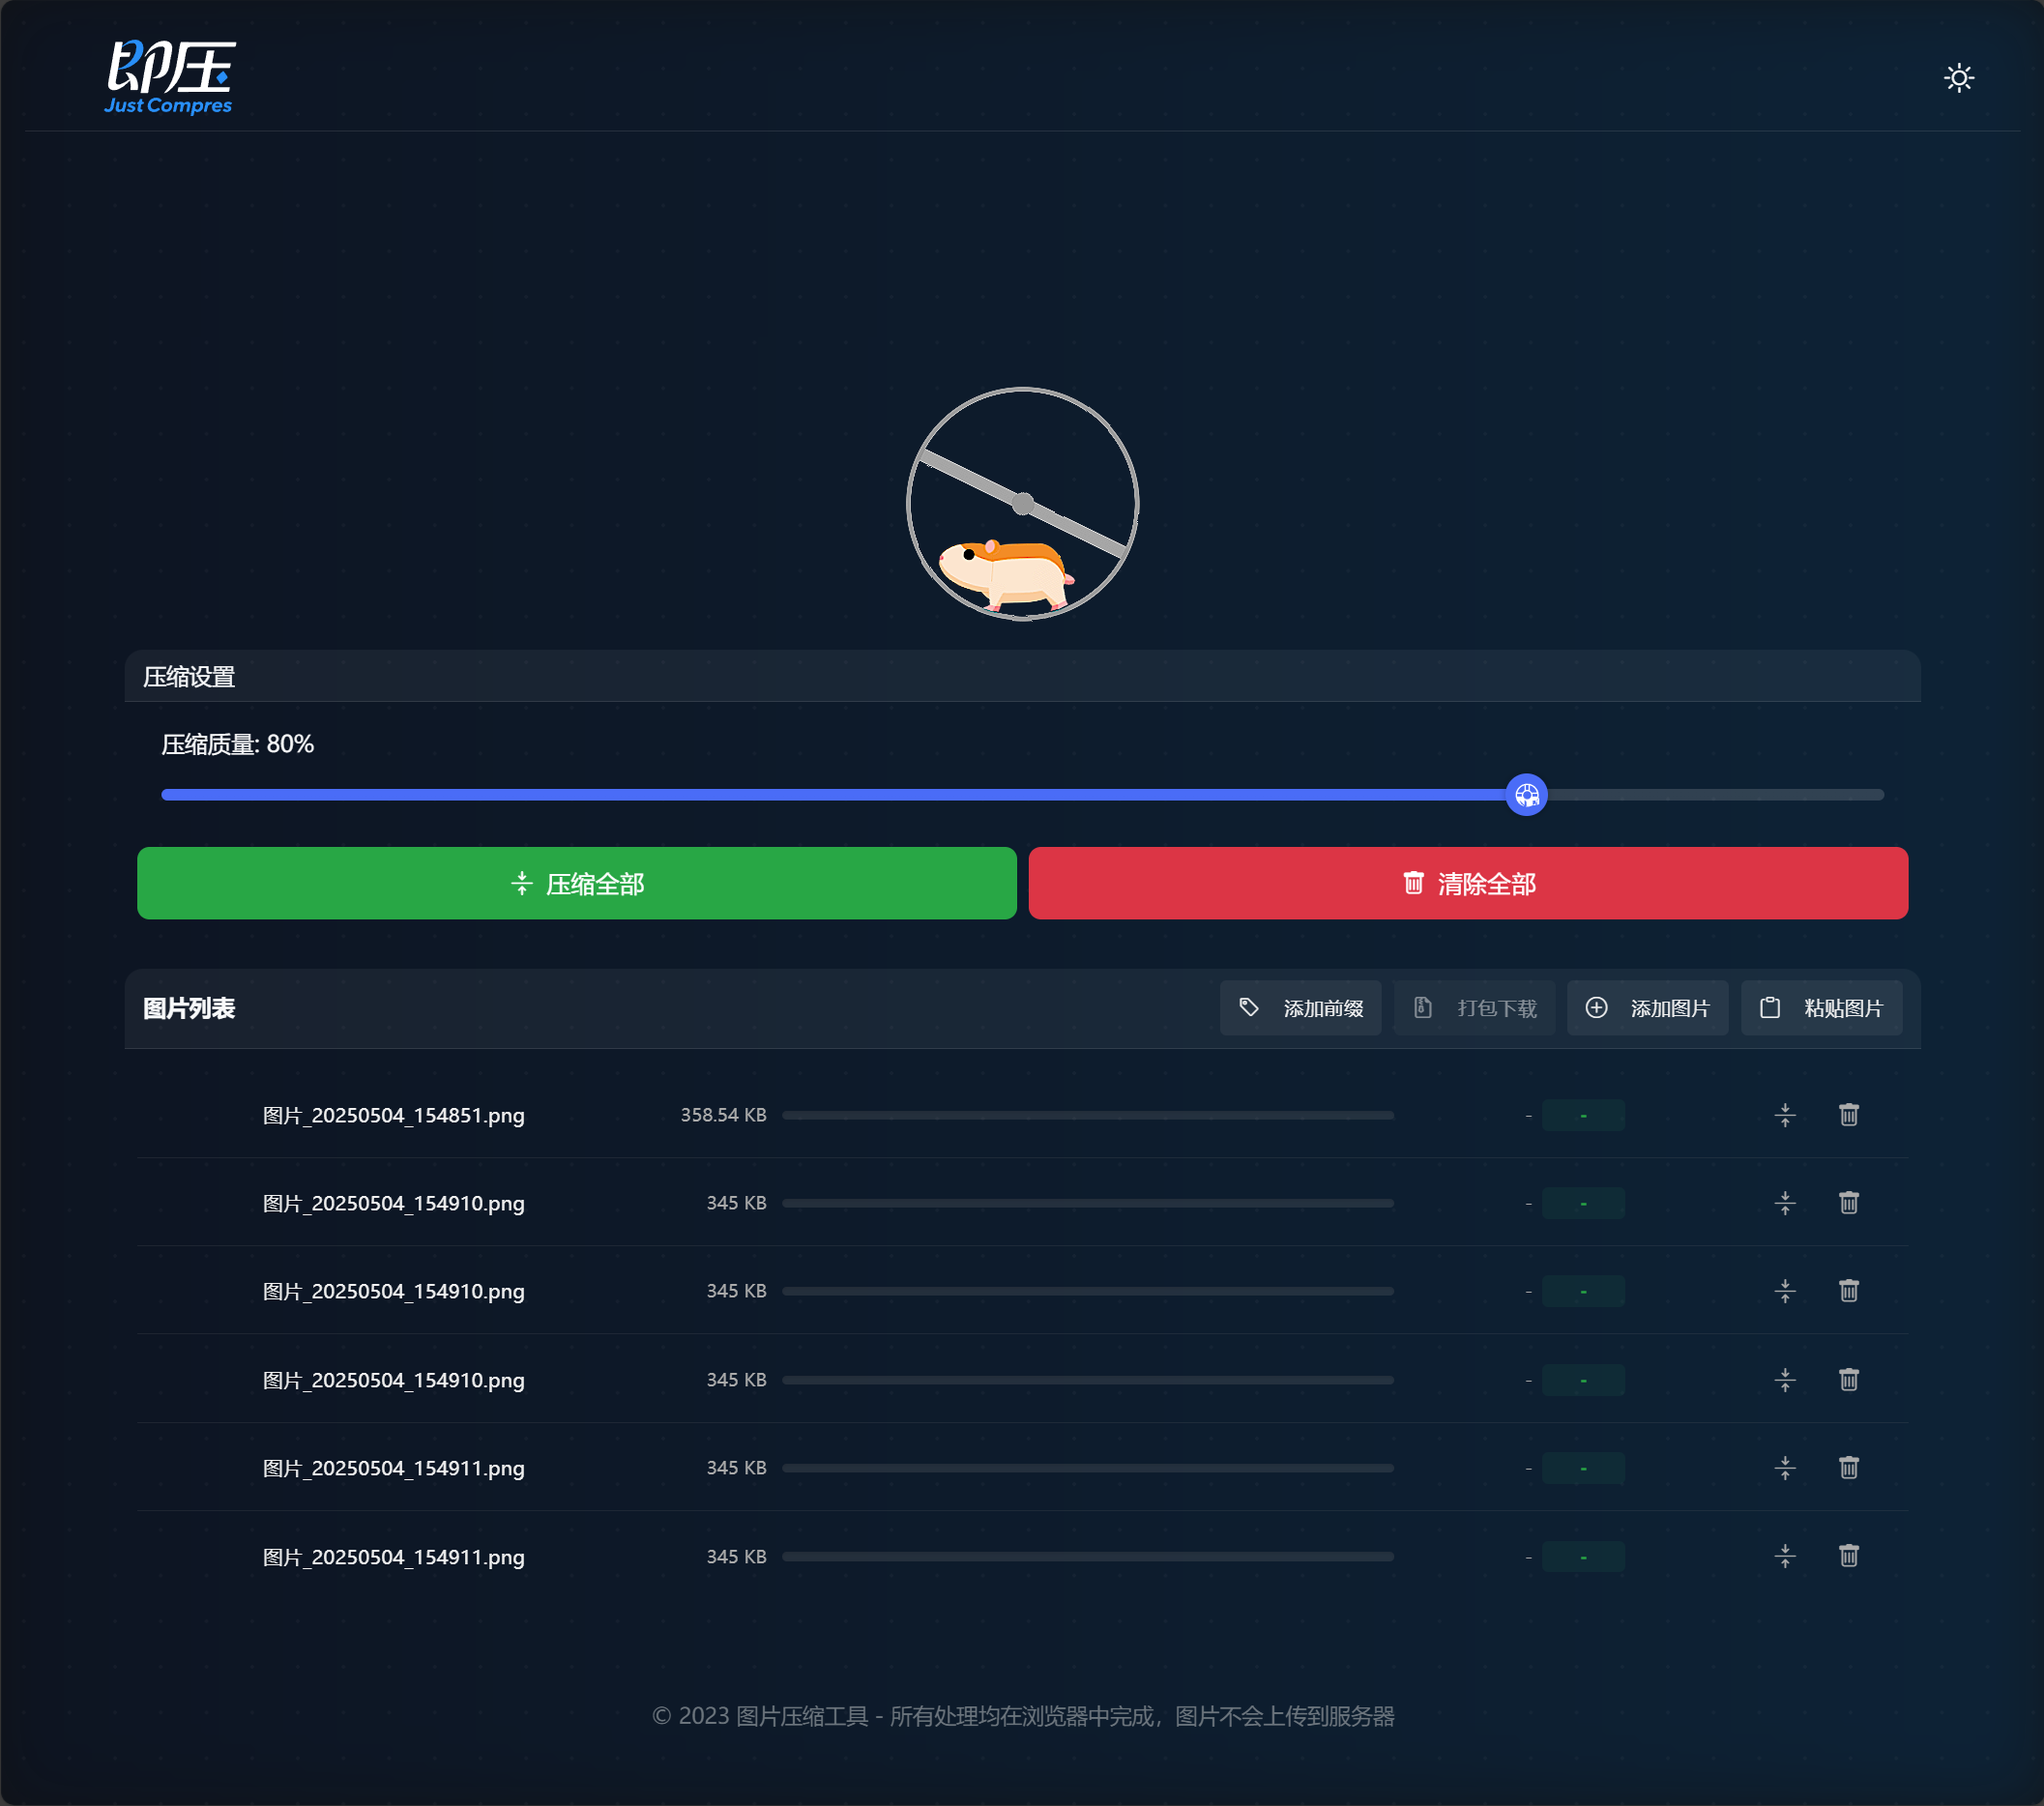 即压
Just Compres
压缩设置
压缩质量: 80%
压缩全部
清除全部
图片列表
添加前缀
打包下载
添加图片
粘贴图片
图片_20250504_154851.png 358.54 KB - -
图片_20250504_154910.png 345 KB - -
图片_20250504_154910.png 345 KB - -
图片_20250504_154910.png 345 KB - -
图片_20250504_154911.png 345 KB - -
图片_20250504_154911.png 345 KB - -
© 2023 图片压缩工具 - 所有处理均在浏览器中完成，图片不会上传到服务器